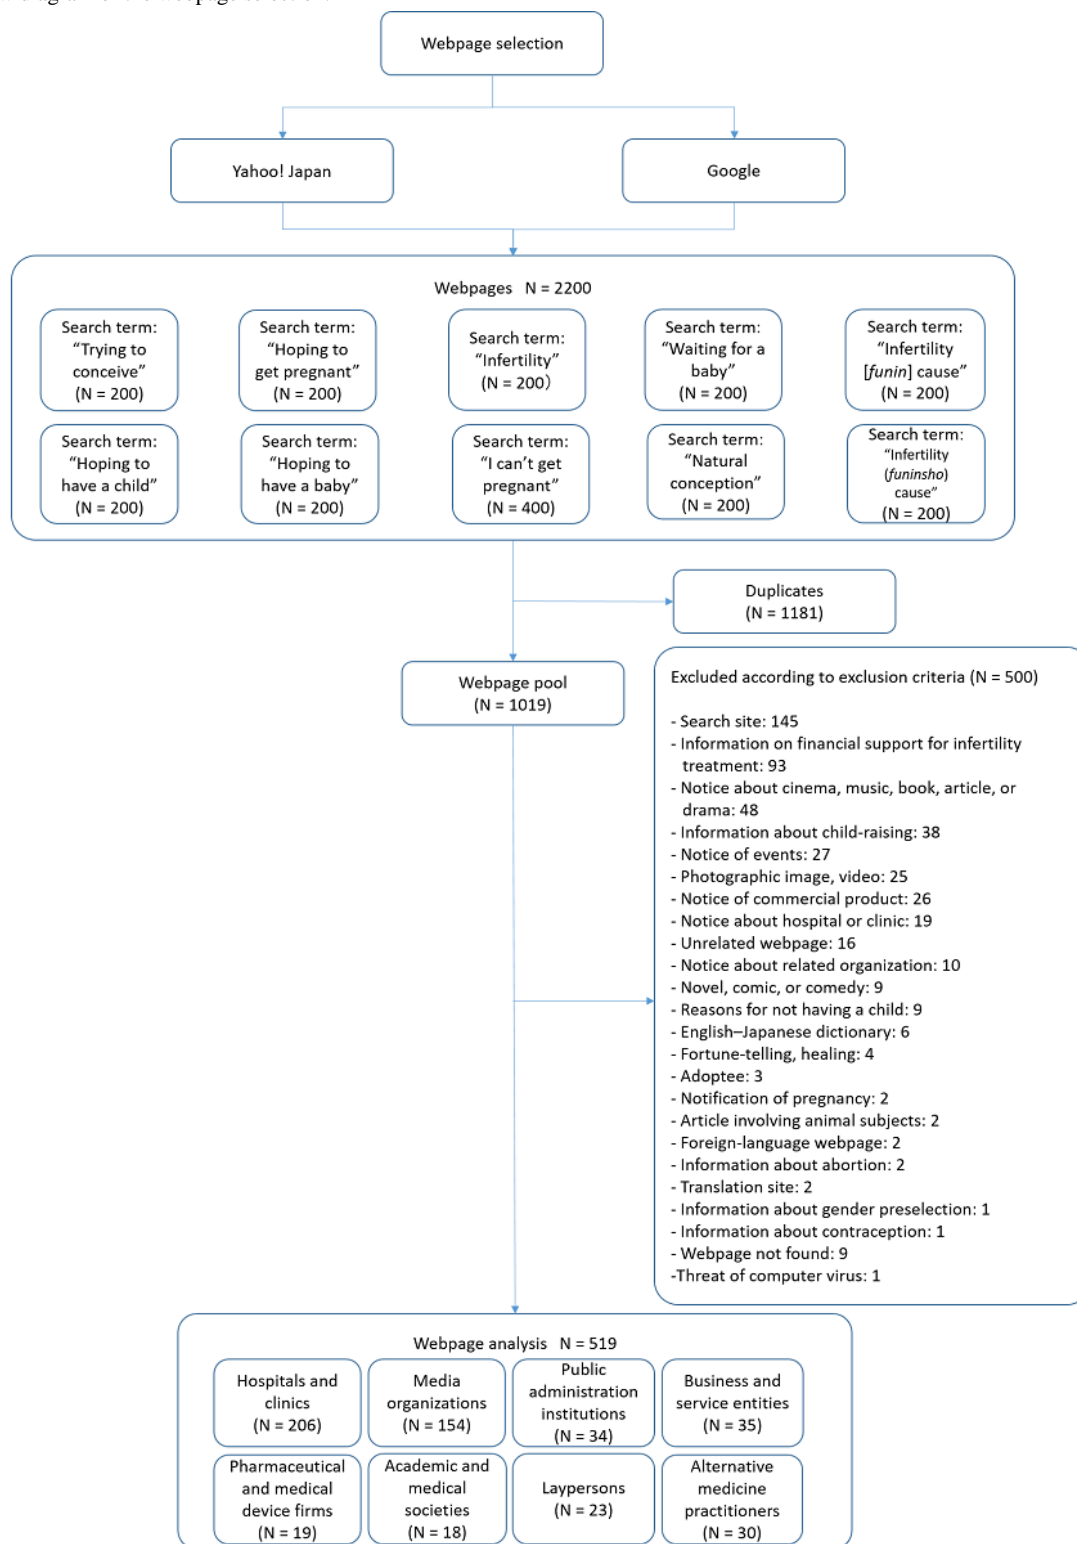 Webpage selection
Yahoo! Japan
Google
Webpages N = 2200
Search term:
“Trying to
conceive”
(N = 200)
Search term:
“Hoping to
get pregnant”
(N = 200)
Search term:
“Infertility”
(N = 200)
Search term:
“Waiting for a
baby”
(N = 200)
Search term:
“Infertility
[funin] cause”
(N = 200)
Search term:
“Hoping to
have a child”
(N = 200)
Search term:
“Hoping to
have a baby”
(N = 200)
Search term:
“I can’t get
pregnant”
(N = 400)
Search term:
“Natural
conception”
(N = 200)
Search term:
“Infertility
(funinsho)
cause”
(N = 200)
Duplicates
(N = 1181)
Webpage pool
(N = 1019)
Excluded according to exclusion criteria (N = 500)
- Search site: 145
- Information on financial support for infertility
treatment: 93
- Notice about cinema, music, book, article, or
drama: 48
- Information about child-raising: 38
- Notice of events: 27
- Photographic image, video: 25
- Notice of commercial product: 26
- Notice about hospital or clinic: 19
- Unrelated webpage: 16
- Notice about related organization: 10
- Novel, comic, or comedy: 9
- Reasons for not having a child: 9
- English–Japanese dictionary: 6
- Fortune-telling, healing: 4
- Adoptee: 3
- Notification of pregnancy: 2
- Article involving animal subjects: 2
- Foreign-language webpage: 2
- Information about abortion: 2
- Translation site: 2
- Information about gender preselection: 1
- Information about contraception: 1
- Webpage not found: 9
-Threat of computer virus: 1
Webpage analysis N = 519
Hospitals and
clinics
(N = 206)
Media
organizations
(N = 154)
Public
administration
institutions
(N = 34)
Business and
service entities
(N = 35)
Pharmaceutical
and medical
device firms
(N = 19)
Academic and
medical
societies
(N = 18)
Laypersons
(N = 23)
Alternative
medicine
practitioners
(N = 30)